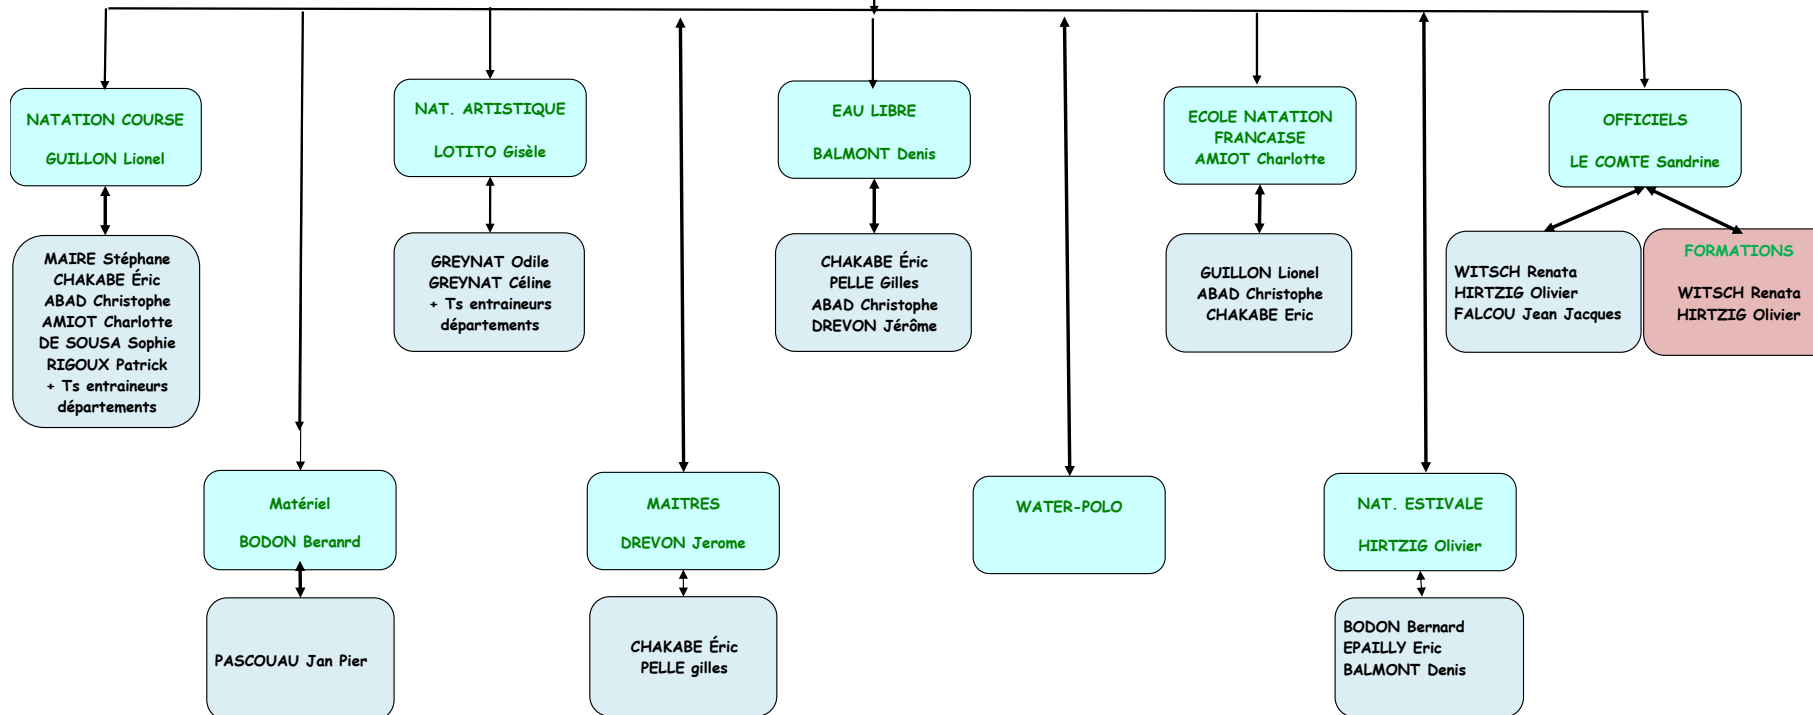 NATATION COURSE
GUILLON Lionel
NAT. ARTISTIQUE
LOTITO Gisèle
EAU LIBRE
BALMONT Denis
ECOLE NATATION
FRANCAISE
AMIOT Charlotte
OFFICIELS
LE COMTE Sandrine
MAIRE Stéphane
CHAKABE Éric
ABAD Christophe
AMIOT Charlotte
DE SOUSA Sophie
RIGOUX Patrick
+ Ts entraineurs
départements
GREYNAT Odile
GREYNAT Céline
+ Ts entraineurs
départements
CHAKABE Éric
PELLE Gilles
ABAD Christophe
DREVON Jérôme
GUILLON Lionel
ABAD Christophe
CHAKABE Eric
WITSCH Renata
HIRTZIG Olivier
FALCOU Jean Jacques
FORMATIONS
WITSCH Renata
HIRTZIG Olivier
Matériel
BODON Beranrd
MAITRES
DREVON Jerome
WATER-POLO
NAT. ESTIVALE
HIRTZIG Olivier
PASCOUAU Jan Pier
CHAKABE Éric
PELLE gilles
BODON Bernard
EPAILLY Eric
BALMONT Denis